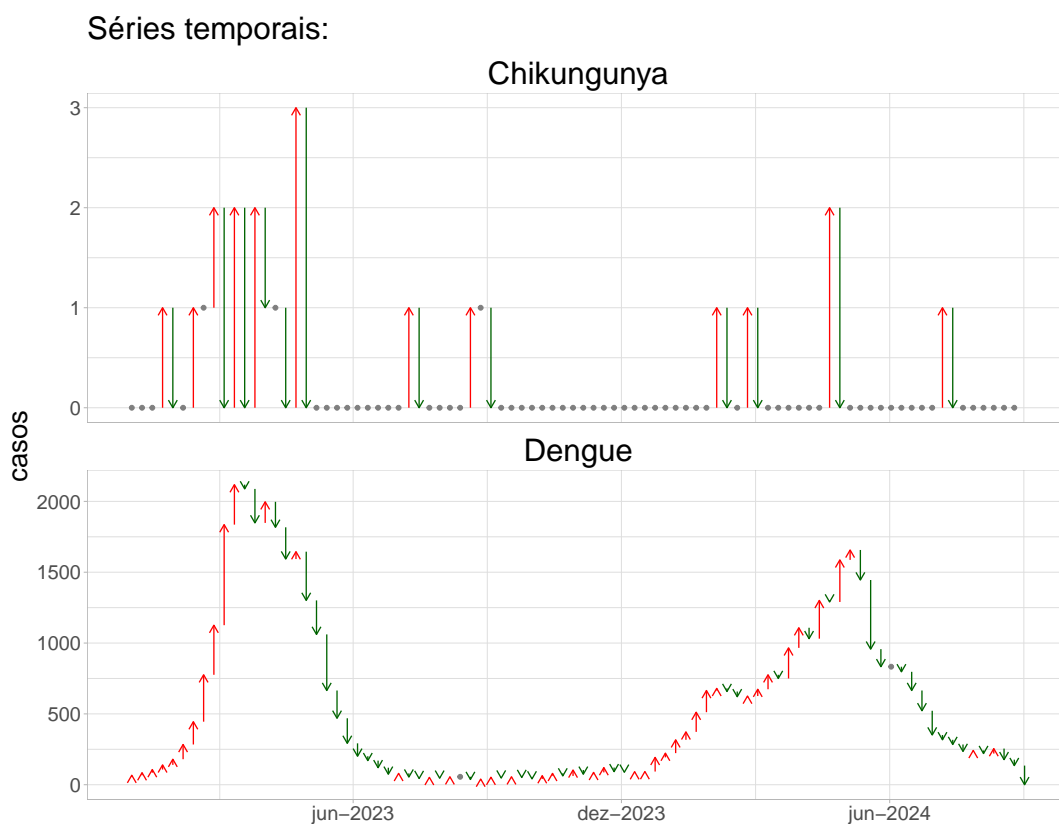 Séries temporais:
Chikungunya
3
2
1
0
casos
Dengue
2000
1500
1000
500
0
jun−2023
dez−2023
jun−2024